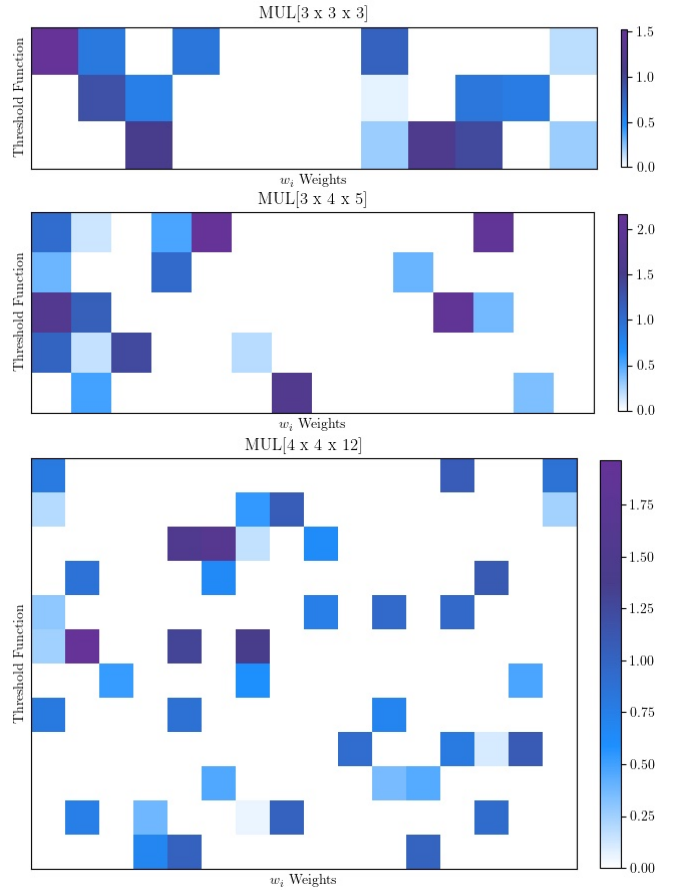 MUL[3 x 3 x 3]
Threshold Function
1.5
1.0
0.5
0.0
w_i Weights
MUL[3 x 4 x 5]
Threshold Function
2.0
1.5
1.0
0.5
0.0
w_i Weights
MUL[4 x 4 x 12]
Threshold Function
1.75
1.50
1.25
1.00
0.75
0.50
0.25
0.00
w_i Weights